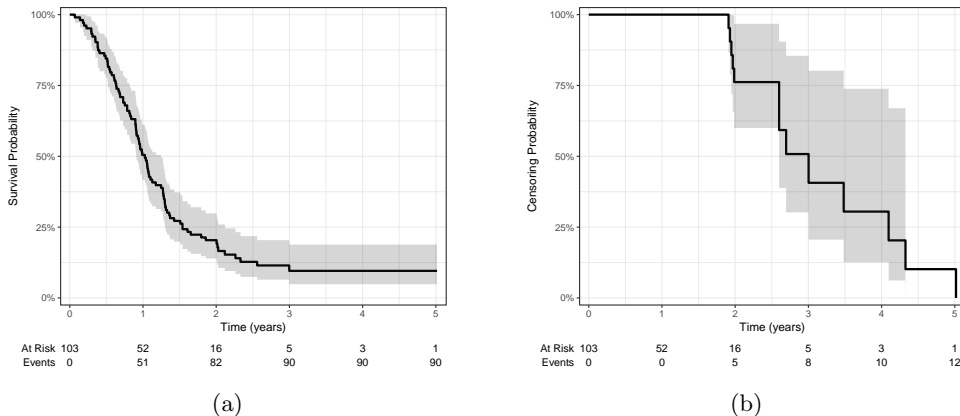 100%
75%
50%
25%
0%
Survival Probability
0 1 2 3 4 5
Time (years)
At Risk 103 52 16 5 3 1
Events 0 51 82 90 90 90
(a)
100%
75%
50%
25%
0%
Censoring Probability
0 1 2 3 4 5
Time (years)
At Risk 103 52 16 5 3 1
Events 0 0 5 8 10 12
(b)